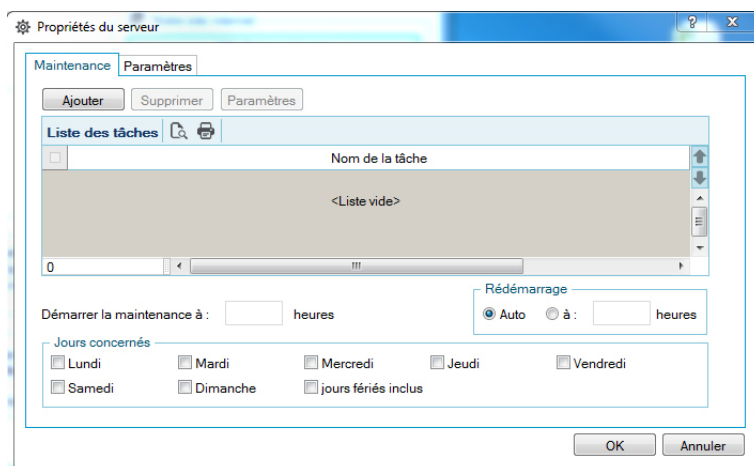 Propriétés du serveur
Maintenance Paramètres
Ajouter Supprimer Paramètres
Liste des tâches
Nom de la tâche
<Liste vide>
0
Rédémarrage
Démarrer la maintenance à : heures Auto à : heures
Jours concernés
Lundi Mardi Mercredi Jeudi Vendredi
Samedi Dimanche jours fériés inclus
OK Annuler